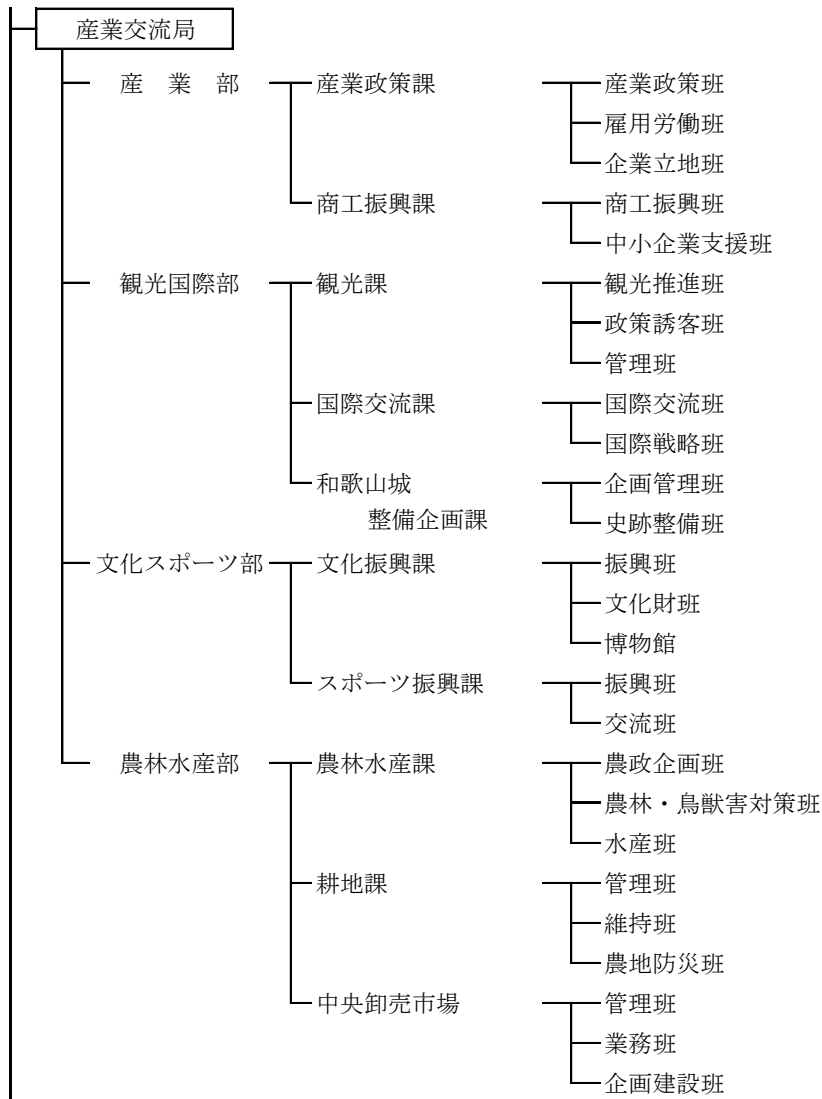 産業交流局
産業部 産業政策課 産業政策班
雇用労働班
企業立地班
商工振興課 商工振興班
中小企業支援班
観光国際部 観光課 観光推進班
政策誘客班
管理班
国際交流課 国際交流班
国際戦略班
和歌山城 企画管理班
整備企画課 史跡整備班
文化スポーツ部 文化振興課 振興班
文化財班
博物館
スポーツ振興課 振興班
交流班
農林水産部 農林水産課 農政企画班
農林・鳥獣害対策班
水産班
耕地課 管理班
維持班
農地防災班
中央卸売市場 管理班
業務班
企画建設班